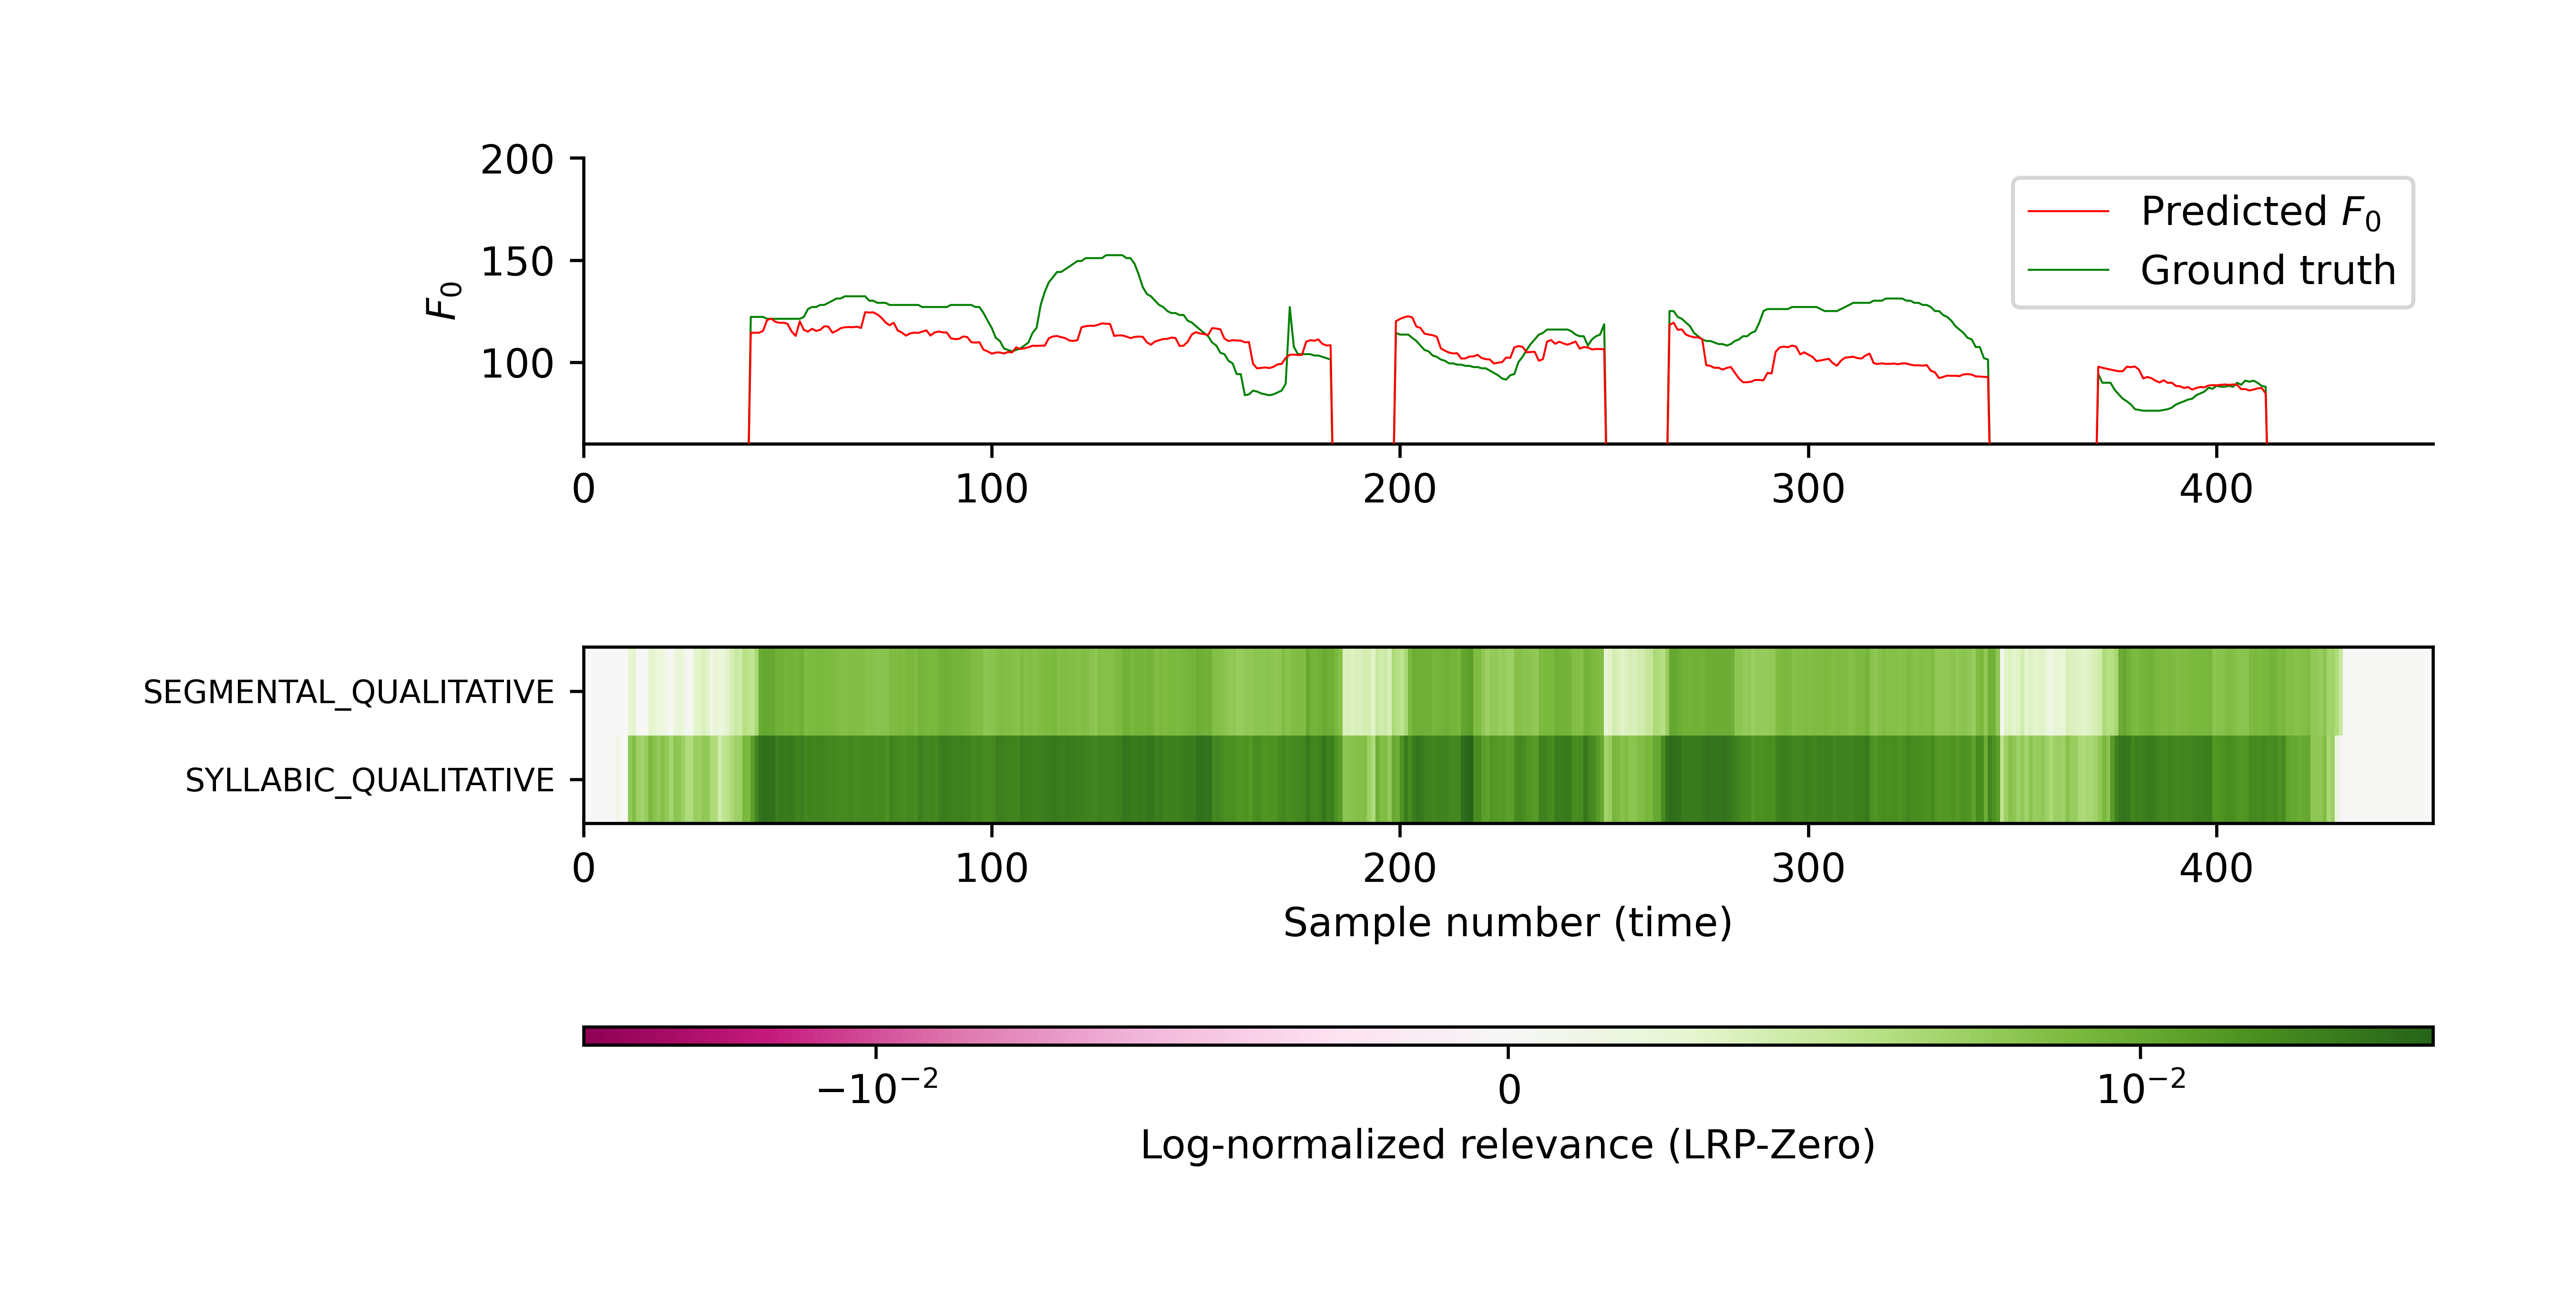 200
150
100
F₀
Predicted F₀
Ground truth
0 100 200 300 400
SEGMENTAL_QUALITATIVE
SYLLABIC_QUALITATIVE
0 100 200 300 400
Sample number (time)
−10⁻² 0 10⁻²
Log-normalized relevance (LRP-Zero)